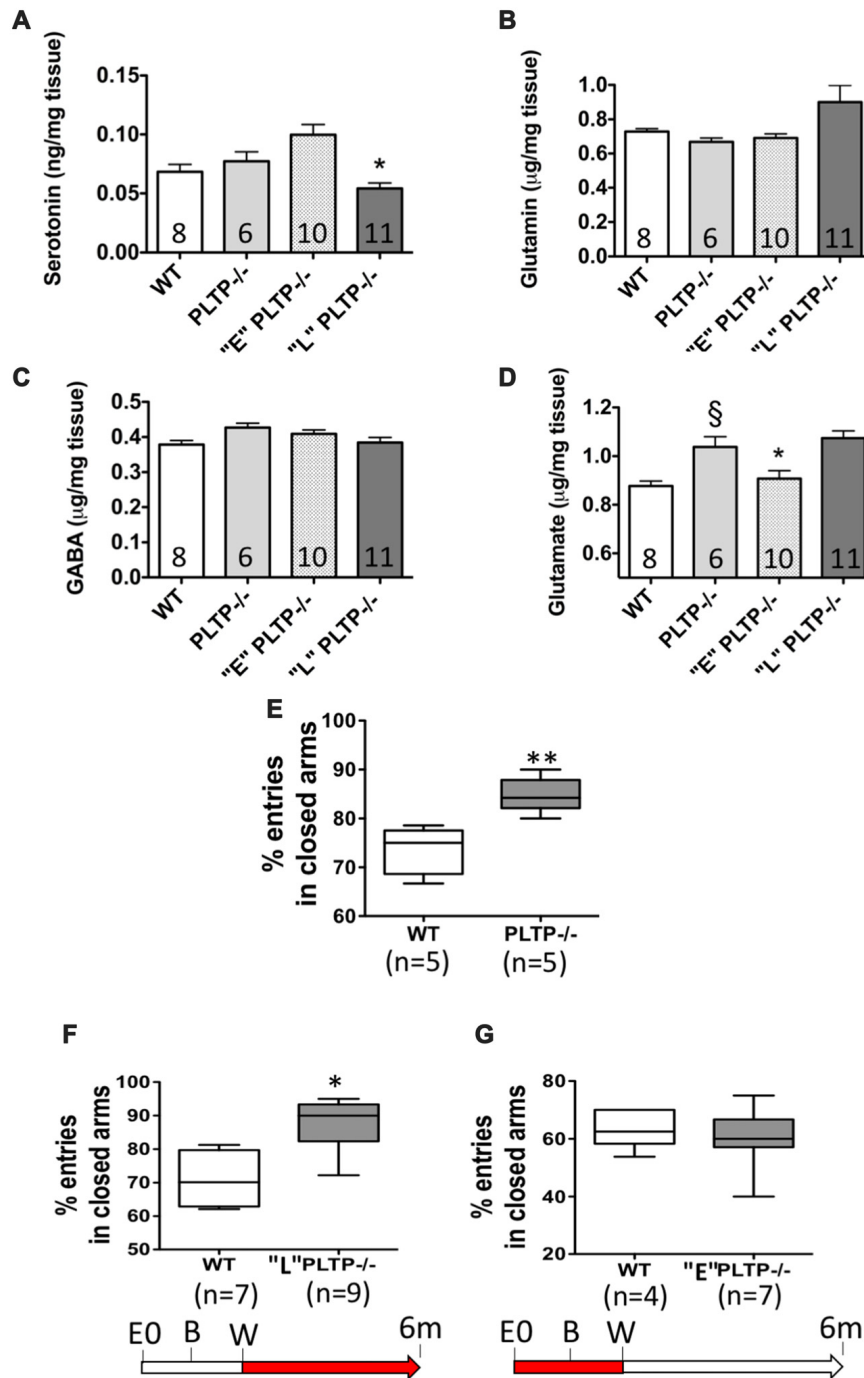 A
Serotonin (ng/mg tissue)
0.15
0.10
0.05
0.00
*
8
6
10
11
WT
PLTP-/-
"E" PLTP-/-
"L" PLTP-/-
B
Glutamin (µg/mg tissue)
1.0
0.8
0.6
0.4
0.2
0.0
8
6
10
11
WT
PLTP-/-
"E" PLTP-/-
"L" PLTP-/-
C
GABA (µg/mg tissue)
0.5
0.4
0.3
0.2
0.1
0.0
8
6
10
11
WT
PLTP-/-
"E" PLTP-/-
"L" PLTP-/-
D
Glutamate (µg/mg tissue)
1.2
1.0
0.8
0.6
§
*
8
6
10
11
WT
PLTP-/-
"E" PLTP-/-
"L" PLTP-/-
E
% entries
in closed arms
100
90
80
70
60
**
WT
PLTP-/-
(n=5)
(n=5)
F
% entries
in closed arms
100
90
80
70
60
50
*
WT
"L"PLTP-/-
(n=7)
(n=9)
E0
B
W
6m
G
% entries
in closed arms
80
60
40
20
WT
"E"PLTP-/-
(n=4)
(n=7)
E0
B
W
6m